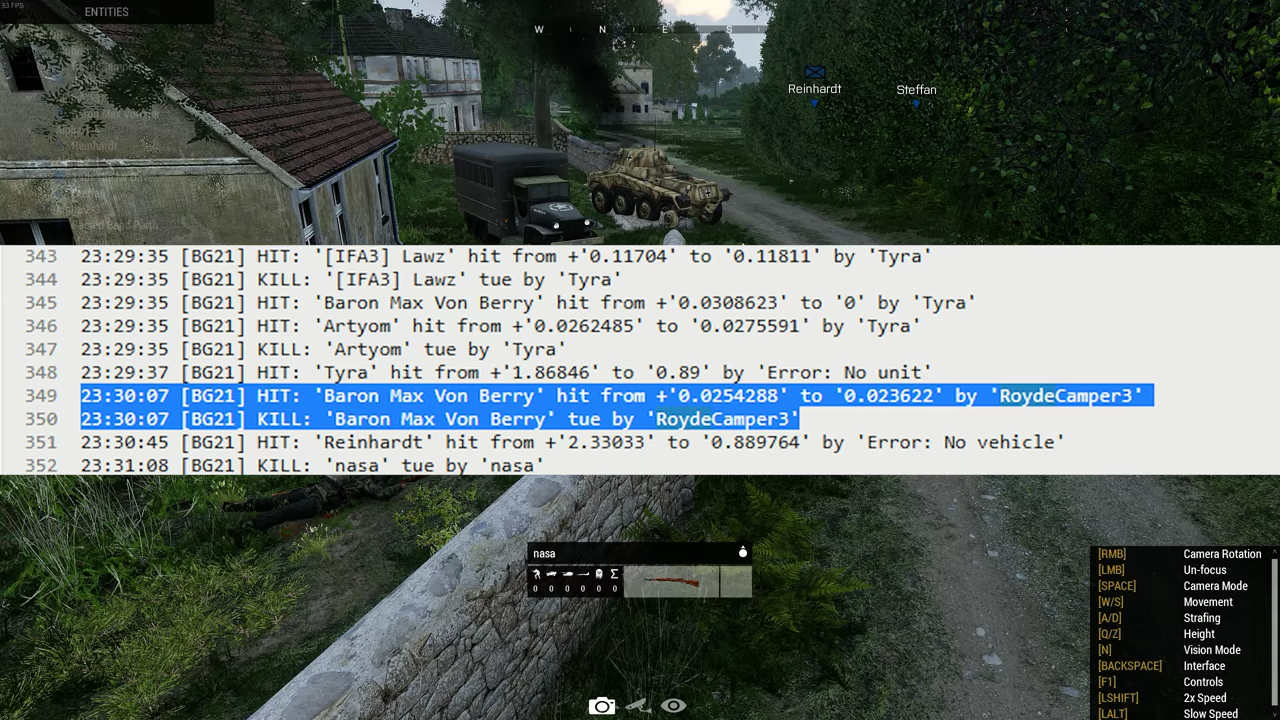 53 FPS
ENTITIES
W N E S
Reinhardt
Steffan
Reinhardt
343 23:29:35 [BG21] HIT: '[IFA3] Lawz' hit from +'0.11704' to '0.11811' by 'Tyra'
344 23:29:35 [BG21] KILL: '[IFA3] Lawz' tue by 'Tyra'
345 23:29:35 [BG21] HIT: 'Baron Max Von Berry' hit from +'0.0308623' to '0' by 'Tyra'
346 23:29:35 [BG21] HIT: 'Artyom' hit from +'0.0262485' to '0.0275591' by 'Tyra'
347 23:29:35 [BG21] KILL: 'Artyom' tue by 'Tyra'
348 23:29:37 [BG21] HIT: 'Tyra' hit from +'1.86846' to '0.89' by 'Error: No unit'
349 23:30:07 [BG21] HIT: 'Baron Max Von Berry' hit from +'0.0254288' to '0.023622' by 'RoydeCamper3'
350 23:30:07 [BG21] KILL: 'Baron Max Von Berry' tue by 'RoydeCamper3'
351 23:30:45 [BG21] HIT: 'Reinhardt' hit from +'2.33033' to '0.889764' by 'Error: No vehicle'
352 23:31:08 [BG21] KILL: 'nasa' tue by 'nasa'
nasa
0 0 0 0 0 0
[RMB] Camera Rotation
[LMB] Un-focus
[SPACE] Camera Mode
[W/S] Movement
[A/D] Strafing
[Q/Z] Height
[N] Vision Mode
[BACKSPACE] Interface
[F1] Controls
[LSHIFT] 2x Speed
[LALT] Slow Speed